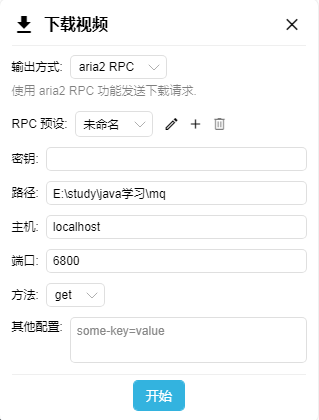 下载视频
输出方式: aria2 RPC
使用 aria2 RPC 功能发送下载请求.
RPC 预设: 未命名
密钥:
路径: E:\study\java学习\mq
主机: localhost
端口: 6800
方法: get
其他配置: some-key=value
开始